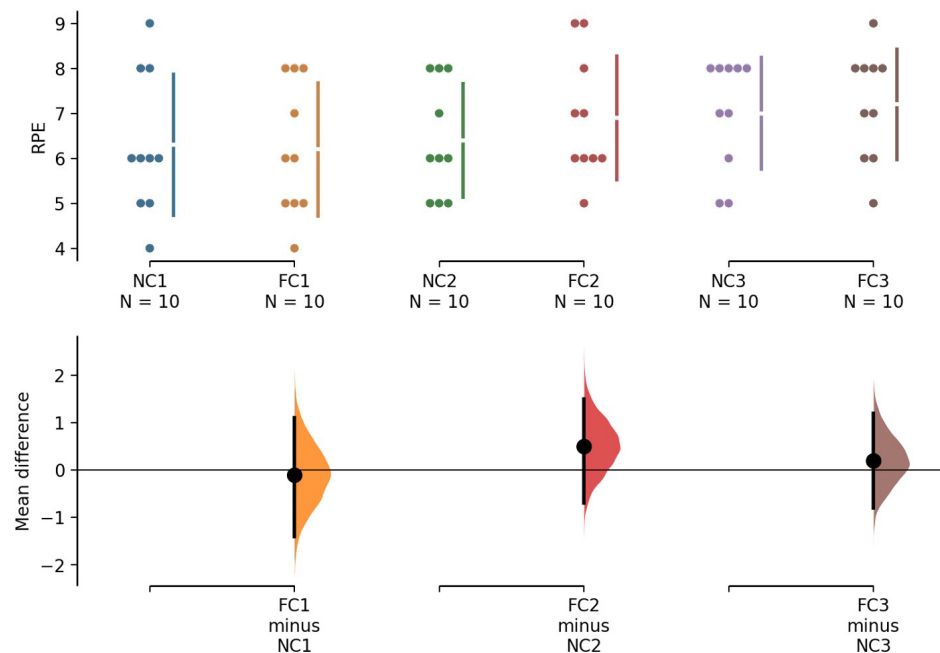 RPE
9
8
7
6
5
4
NC1
N = 10
FC1
N = 10
NC2
N = 10
FC2
N = 10
NC3
N = 10
FC3
N = 10
Mean difference
2
1
0
−1
−2
FC1
minus
NC1
FC2
minus
NC2
FC3
minus
NC3